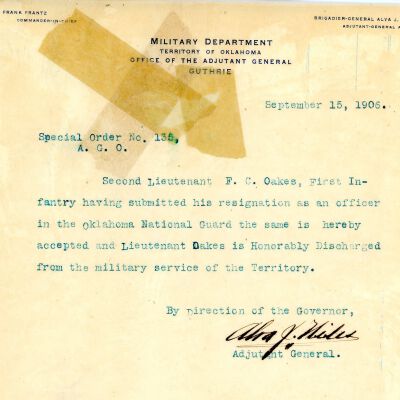 FRANK FRANTZ
COMMANDER-IN-CHIEF
BRIGADIER-GENERAL ALVA J.
ADJUTANT-GENERAL
MILITARY DEPARTMENT
TERRITORY OF OKLAHOMA
OFFICE OF THE ADJUTANT GENERAL
GUTHRIE
September 15, 1906.
Special Order No. 135,
A. G. O.
Second Lieutenant F. C. Oakes, First In-
fantry having submitted his resignation as an officer
in the Oklahoma National Guard the same is hereby
accepted and Lieutenant Oakes is Honorably Discharged
from the military service of the Territory.
By Direction of the Governor,
Alva J. Niles
Adjutant General.